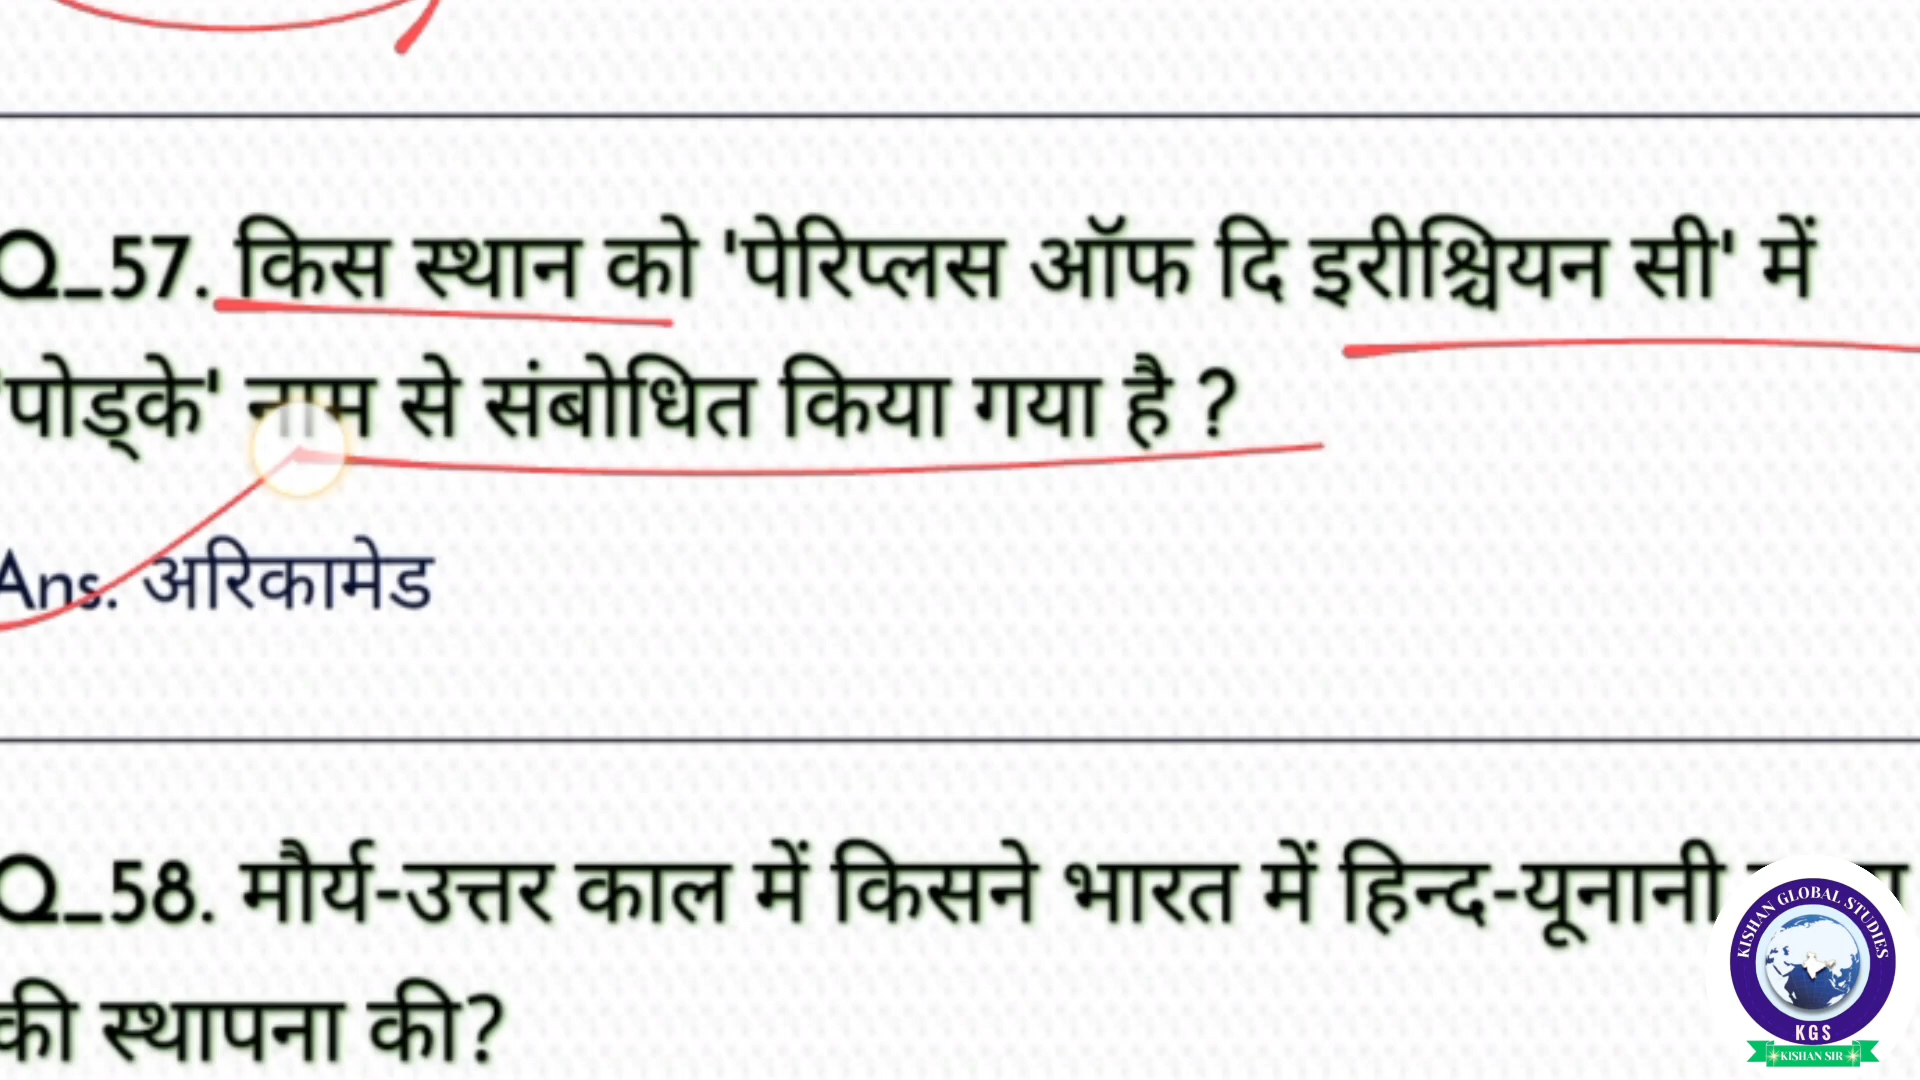 Q_57. किस स्थान को 'पेरिप्लस ऑफ दि इरीश्चियन सी' में
'पोड्के' नाम से संबोधित किया गया है ?
Ans. अरिकामेड
Q_58. मौर्य-उत्तर काल में किसने भारत में हिन्द-यूनानी
की स्थापना की?
KISHAN GLOBAL STUDIES
KGS
KISHAN SIR